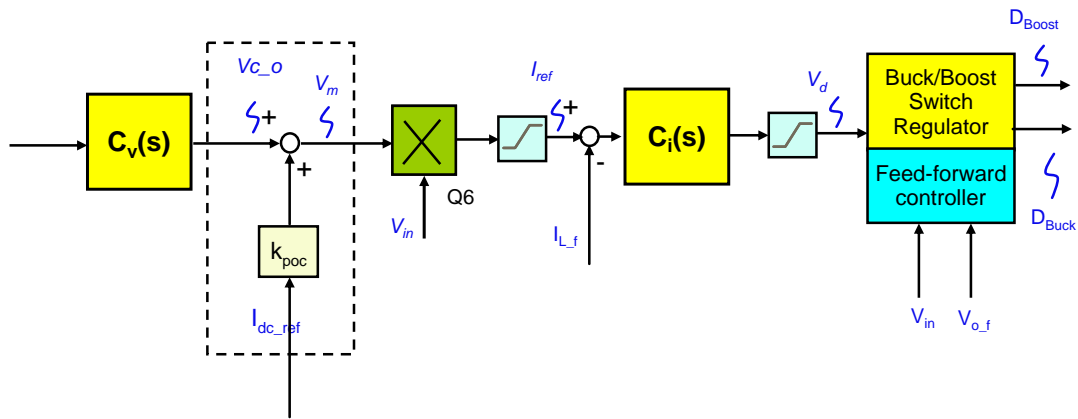 C_v(s)
Vc_o
+
V_m
+
k_poc
I_dc_ref
V_in
Q6
I_ref
+
-
I_L_f
C_i(s)
V_d
Buck/Boost
Switch
Regulator
Feed-forward
controller
D_Boost
D_Buck
V_in
V_o_f